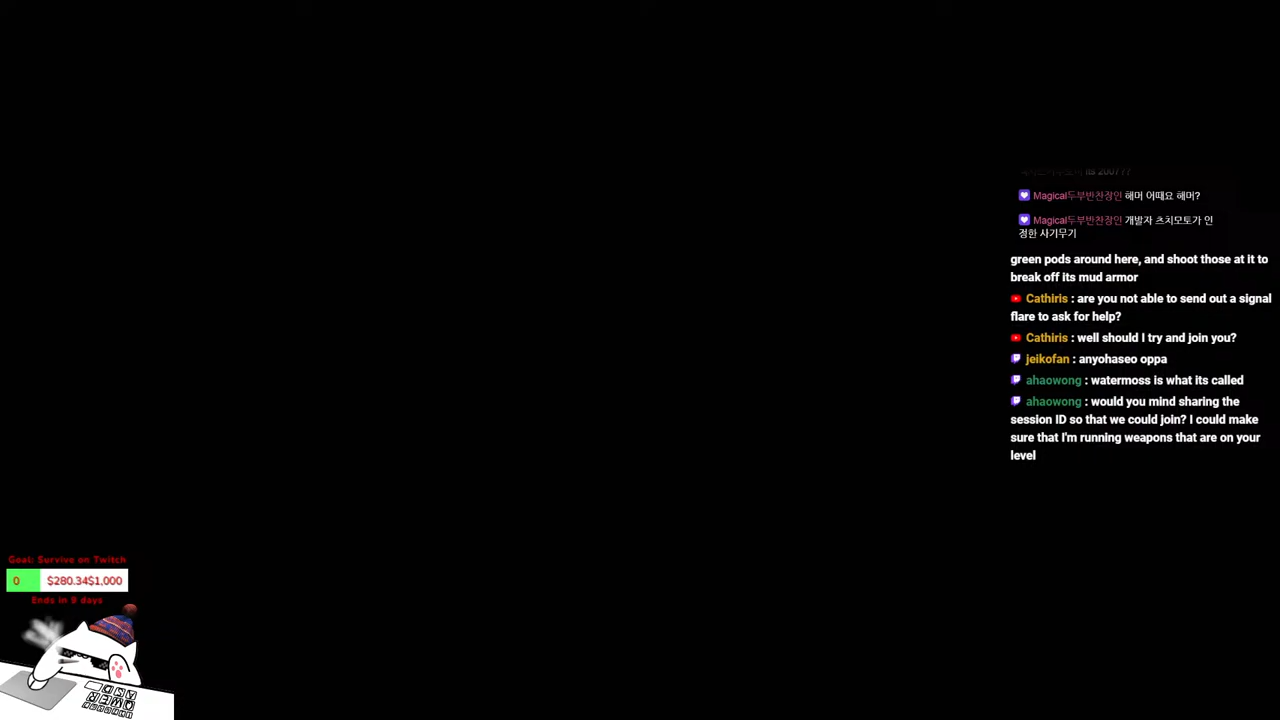 Magical두부반찬장인 해머 어때요 해머?
Magical두부반찬장인 개발자 츠치모토가 인
정한 사기무기
green pods around here, and shoot those at it to
break off its mud armor
Cathiris : are you not able to send out a signal
flare to ask for help?
Cathiris : well should I try and join you?
jeikofan : anyohaseo oppa
ahaowong : watermoss is what its called
ahaowong : would you mind sharing the
session ID so that we could join? I could make
sure that I'm running weapons that are on your
level
Goal: Survive on Twitch
0 $280.34$1,000
Ends in 9 days